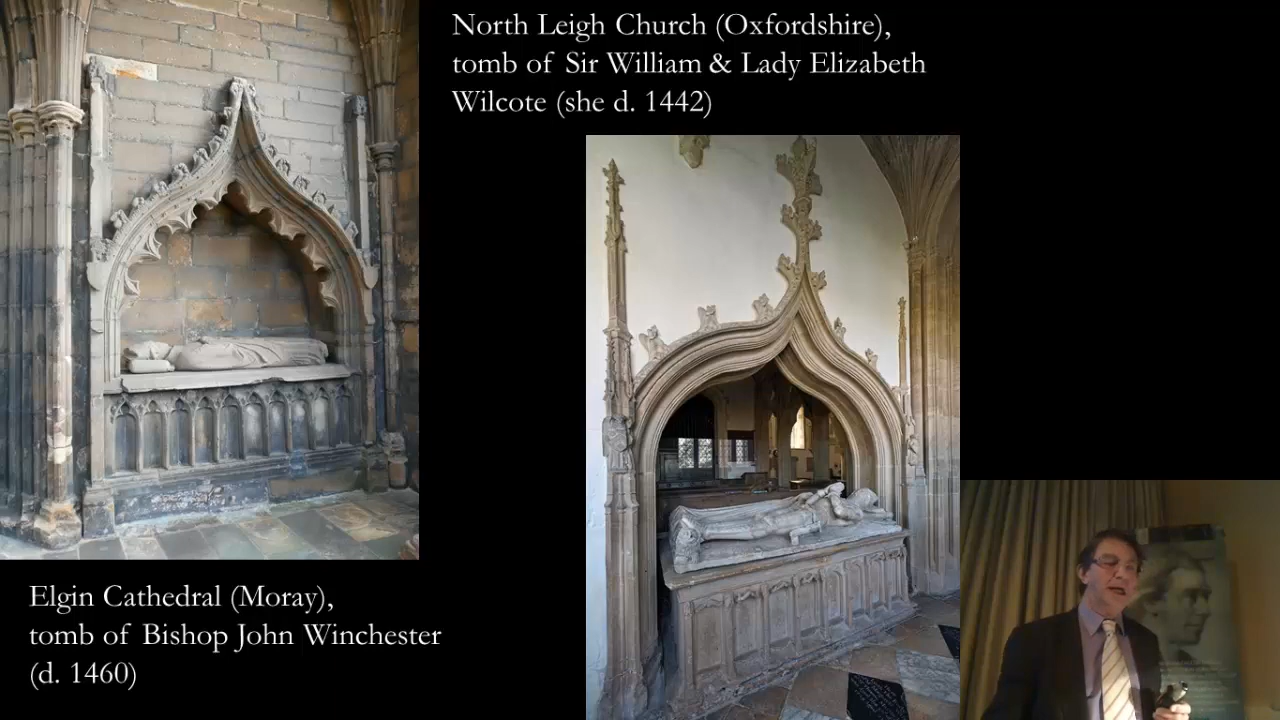 North Leigh Church (Oxfordshire),
tomb of Sir William & Lady Elizabeth
Wilcote (she d. 1442)
Elgin Cathedral (Moray),
tomb of Bishop John Winchester
(d. 1460)